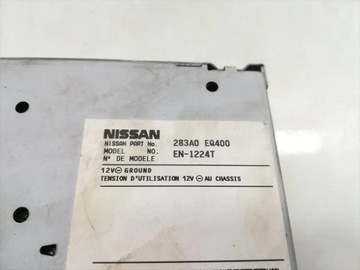 NISSAN
NISSAN PART No. 283A0 EQ400
MODEL NO. EN-1224T
N° DE MODELE
12V⊖GROUND
TENSION D'UTILISATION 12V ⊖ AU CHASSIS